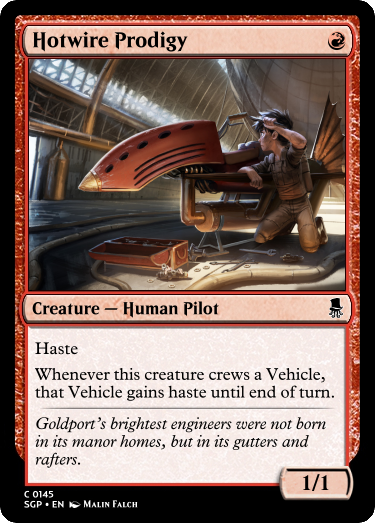 Hotwire Prodigy
Creature — Human Pilot
Haste
Whenever this creature crews a Vehicle,
that Vehicle gains haste until end of turn.
Goldport's brightest engineers were not born
in its manor homes, but in its gutters and
rafters.
1/1
C 0145
SGP • EN Malin Falch